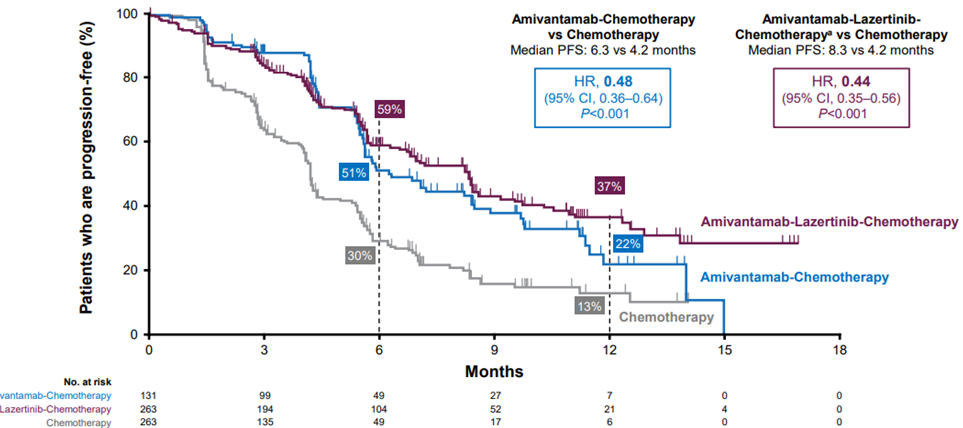 Amivantamab-Chemotherapy
vs Chemotherapy
Median PFS: 6.3 vs 4.2 months
HR, 0.48
(95% CI, 0.36–0.64)
P<0.001
Amivantamab-Lazertinib-
Chemotherapyᵃ vs Chemotherapy
Median PFS: 8.3 vs 4.2 months
HR, 0.44
(95% CI, 0.35–0.56)
P<0.001
Patients who are progression-free (%)
100
80
60
40
20
0
59%
51%
30%
37%
22%
13%
Amivantamab-Lazertinib-Chemotherapy
Amivantamab-Chemotherapy
Chemotherapy
0 3 6 9 12 15 18
Months
No. at risk
vantamab-Chemotherapy 131 99 49 27 7 0 0
Lazertinib-Chemotherapy 263 194 104 52 21 4 0
Chemotherapy 263 135 49 17 6 0 0